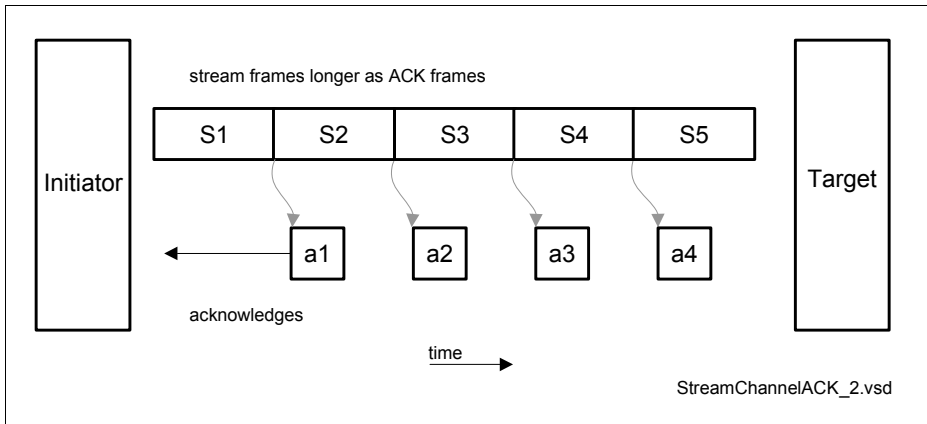 stream frames longer as ACK frames
S1 S2 S3 S4 S5
Initiator
Target
a1 a2 a3 a4
acknowledges
time
StreamChannelACK_2.vsd